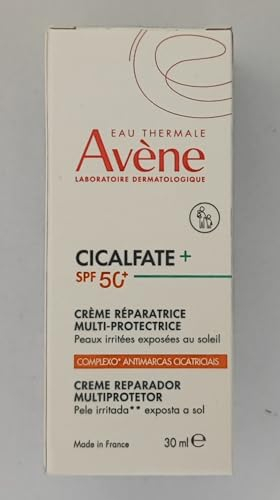 EAU THERMALE
Avène
LABORATOIRE DERMATOLOGIQUE
CICALFATE +
SPF 50+
CRÈME RÉPARATRICE
MULTI-PROTECTRICE
Peaux irritées exposées au soleil
COMPLEXO* ANTIMARCAS CICATRICIAIS
CREME REPARADOR
MULTIPROTETOR
Pele irritada** exposta a sol
Made in France
30 ml ℮